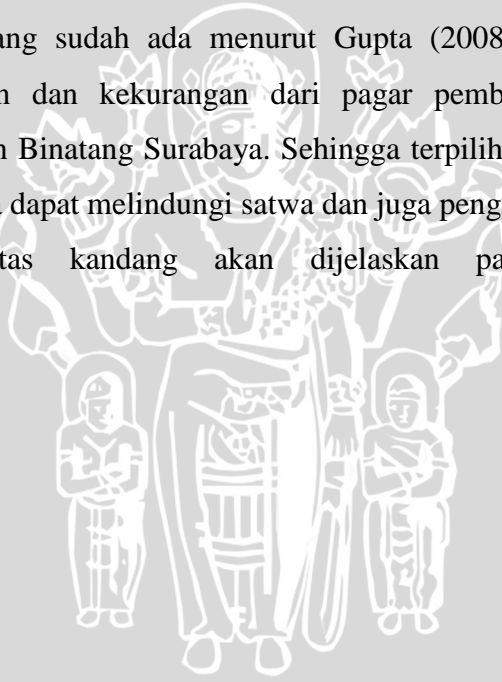 ang sudah ada menurut Gupta (2008
n dan kekurangan dari pagar pemb
n Binatang Surabaya. Sehingga terpilih
a dapat melindungi satwa dan juga peng
tas kandang akan dijelaskan pa